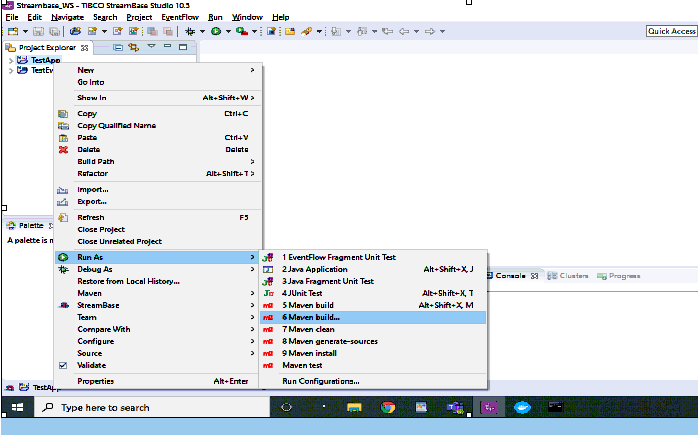 Streambase_WS - TIBCO StreamBase Studio 10.5
File Edit Navigate Search Project EventFlow Run Window Help
Quick Access
Project Explorer
TestApp
New
Go Into
Show In Alt+Shift+W >
Copy Ctrl+C
Copy Qualified Name
Paste Ctrl+V
Delete Delete
Build Path
Refactor Alt+Shift+T >
Import...
Export...
Refresh F5
Close Project
Close Unrelated Project
Palette
A palette is n
Run As
Debug As
Restore from Local History...
Maven
StreamBase
Team
Compare With
Configure
Source
Validate
Properties Alt+Enter
1 EventFlow Fragment Unit Test
2 Java Application Alt+Shift+X, J
3 Java Fragment Unit Test
4 JUnit Test Alt+Shift+X, T
5 Maven build Alt+Shift+X, M
6 Maven build...
7 Maven clean
8 Maven generate-sources
9 Maven install
Maven test
Run Configurations...
Console Clusters Progress
TestApp
Type here to search